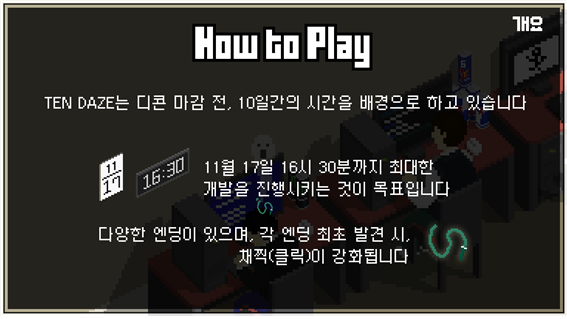 개요
How to Play
TEN DAZE는 디콘 마감 전, 10일간의 시간을 배경으로 하고 있습니다
11
17
16:30
11월 17일 16시 30분까지 최대한
개발을 진행시키는 것이 목표입니다
다양한 엔딩이 있으며, 각 엔딩 최초 발견 시,
채찍(클릭)이 강화됩니다